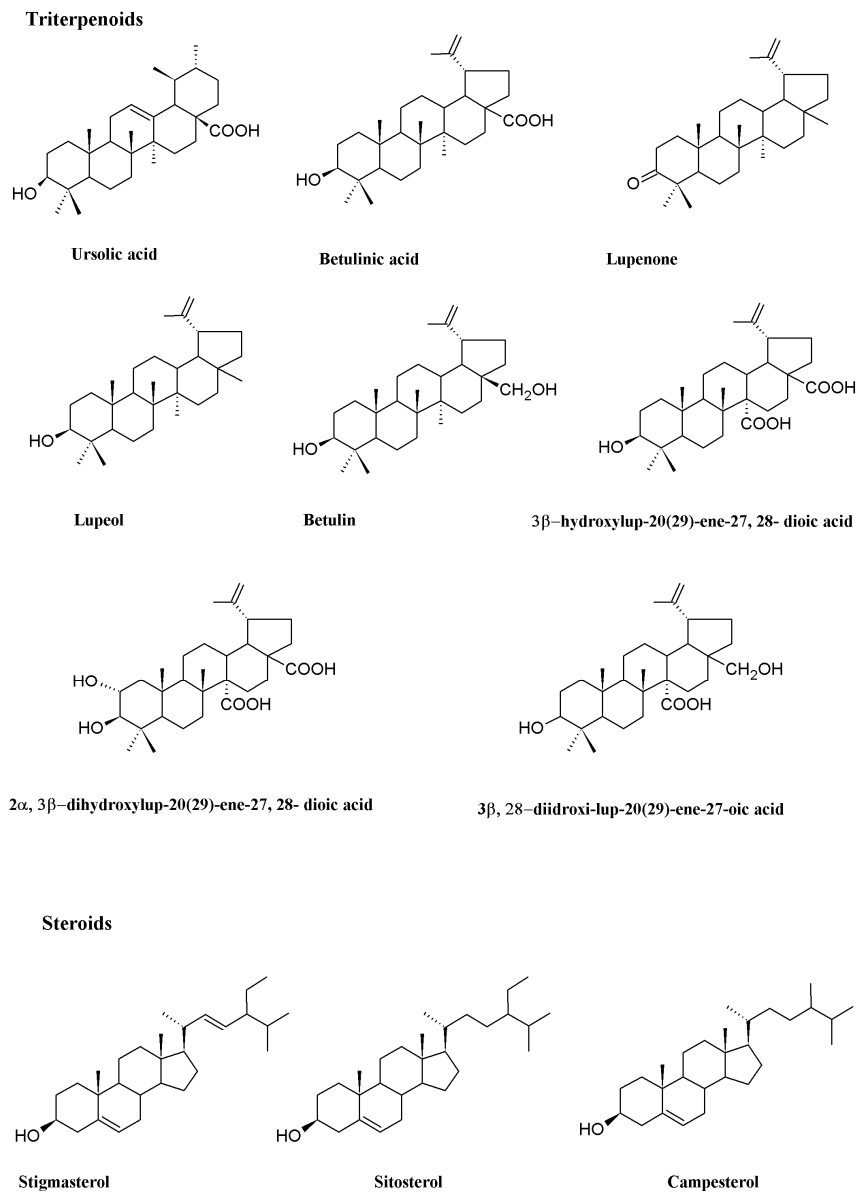 Triterpenoids
COOH
HO
Ursolic acid
COOH
HO
Betulinic acid
O
Lupenone
HO
Lupeol
CH2OH
HO
Betulin
COOH
COOH
HO
3β–hydroxylup-20(29)-ene-27, 28- dioic acid
COOH
HO
COOH
HO
2α, 3β–dihydroxylup-20(29)-ene-27, 28- dioic acid
CH2OH
COOH
HO
3β, 28–diidroxi-lup-20(29)-ene-27-oic acid
Steroids
HO
Stigmasterol
HO
Sitosterol
HO
Campesterol